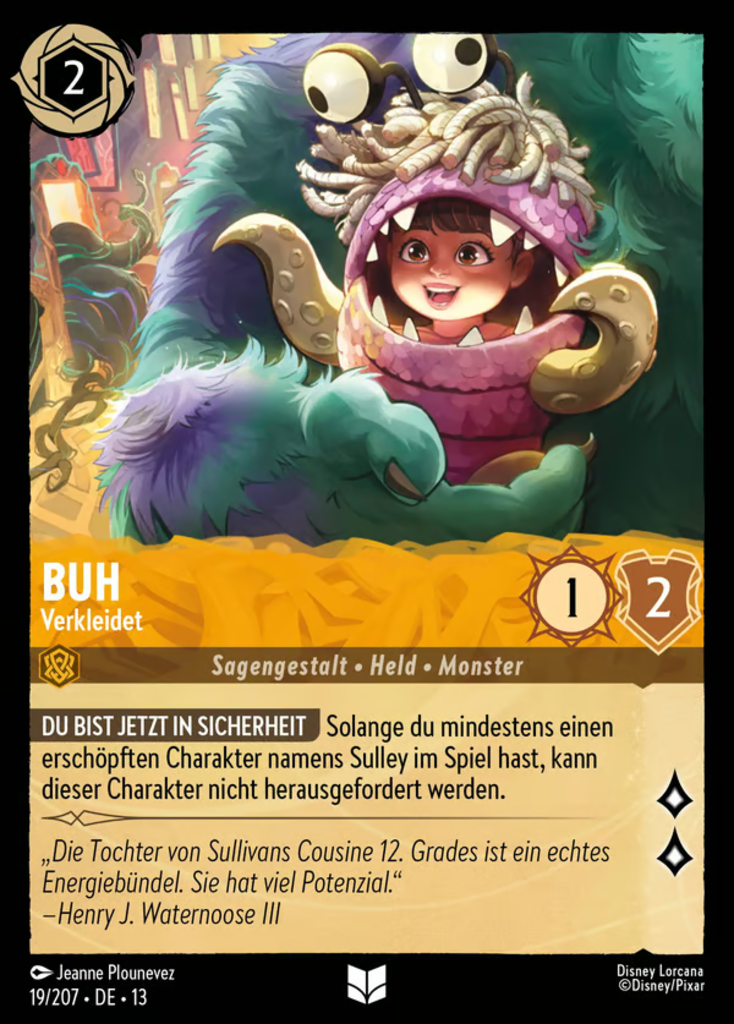 2
BUH
Verkleidet
1
2
Sagengestalt • Held • Monster
DU BIST JETZT IN SICHERHEIT Solange du mindestens einen
erschöpften Charakter namens Sulley im Spiel hast, kann
dieser Charakter nicht herausgefordert werden.
„Die Tochter von Sullivans Cousine 12. Grades ist ein echtes
Energiebündel. Sie hat viel Potenzial.“
–Henry J. Waternoose III
Jeanne Plounevez
19/207 • DE • 13
Disney Lorcana
©Disney/Pixar